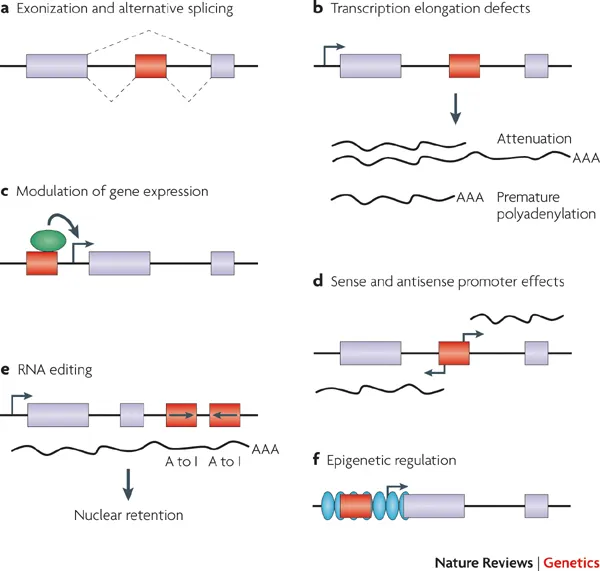 a Exonization and alternative splicing
b Transcription elongation defects
Attenuation
AAA
AAA
Premature
polyadenylation
c Modulation of gene expression
d Sense and antisense promoter effects
e RNA editing
AAA
A to I A to I
Nuclear retention
f Epigenetic regulation
Nature Reviews | Genetics